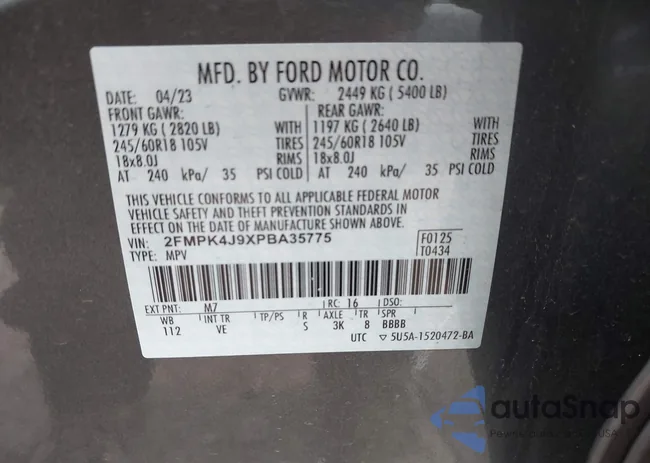 MFD. BY FORD MOTOR CO.
DATE: 04/23 GVWR: 2449 KG ( 5400 LB)
FRONT GAWR: REAR GAWR:
1279 KG ( 2820 LB) WITH 1197 KG ( 2640 LB) WITH
245/60R18 105V TIRES 245/60R18 105V TIRES
18x8.0J RIMS 18x8.0J RIMS
AT 240 kPa/ 35 PSI COLD AT 240 kPa/ 35 PSI COLD
THIS VEHICLE CONFORMS TO ALL APPLICABLE FEDERAL MOTOR
VEHICLE SAFETY AND THEFT PREVENTION STANDARDS IN
EFFECT ON THE DATE OF MANUFACTURE SHOWN ABOVE.
VIN: 2FMPK4J9XPBA35775 F0125
TYPE: MPV T0434
EXT PNT: M7 RC: 16 DSO:
WB INT TR TP/PS R AXLE TR SPR
112 VE S 3K 8 BBBB
UTC ▽ 5U5A-1520472-BA
autoSnap